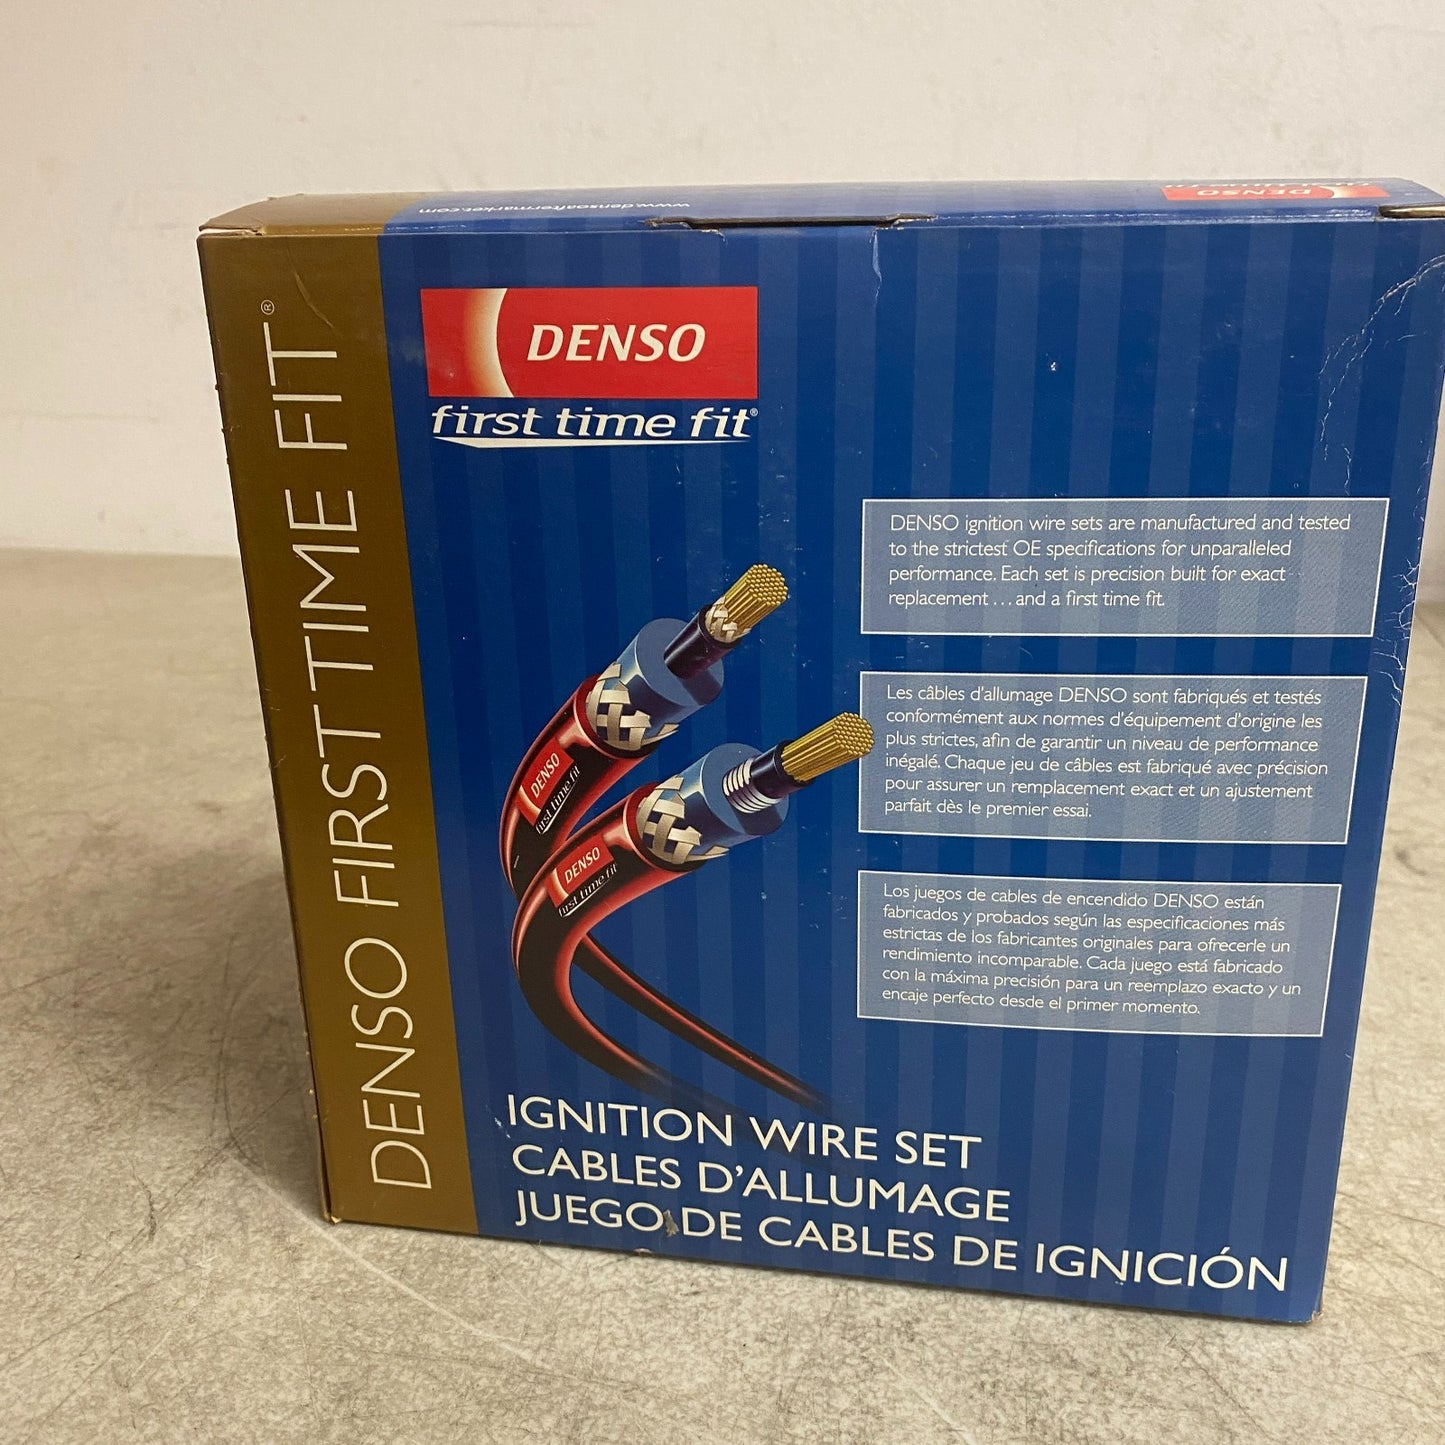 www.densoaftermarket.com
DENSO
DENSO FIRST TIME FIT®
DENSO
first time fit®
DENSO ignition wire sets are manufactured and tested
to the strictest OE specifications for unparalleled
performance. Each set is precision built for exact
replacement... and a first time fit.
DENSO
first time fit
DENSO
first time fit
Les câbles d'allumage DENSO sont fabriqués et testés
conformément aux normes d'équipement d'origine les
plus strictes, afin de garantir un niveau de performance
inégalé. Chaque jeu de câbles est fabriqué avec précision
pour assurer un remplacement exact et un ajustement
parfait dès le premier essai.
Los juegos de cables de encendido DENSO están
fabricados y probados según las especificaciones más
estrictas de los fabricantes originales para ofrecerle un
rendimiento incomparable. Cada juego está fabricado
con la máxima precisión para un reemplazo exacto y un
encaje perfecto desde el primer momento.
IGNITION WIRE SET
CABLES D'ALLUMAGE
JUEGO DE CABLES DE IGNICIÓN